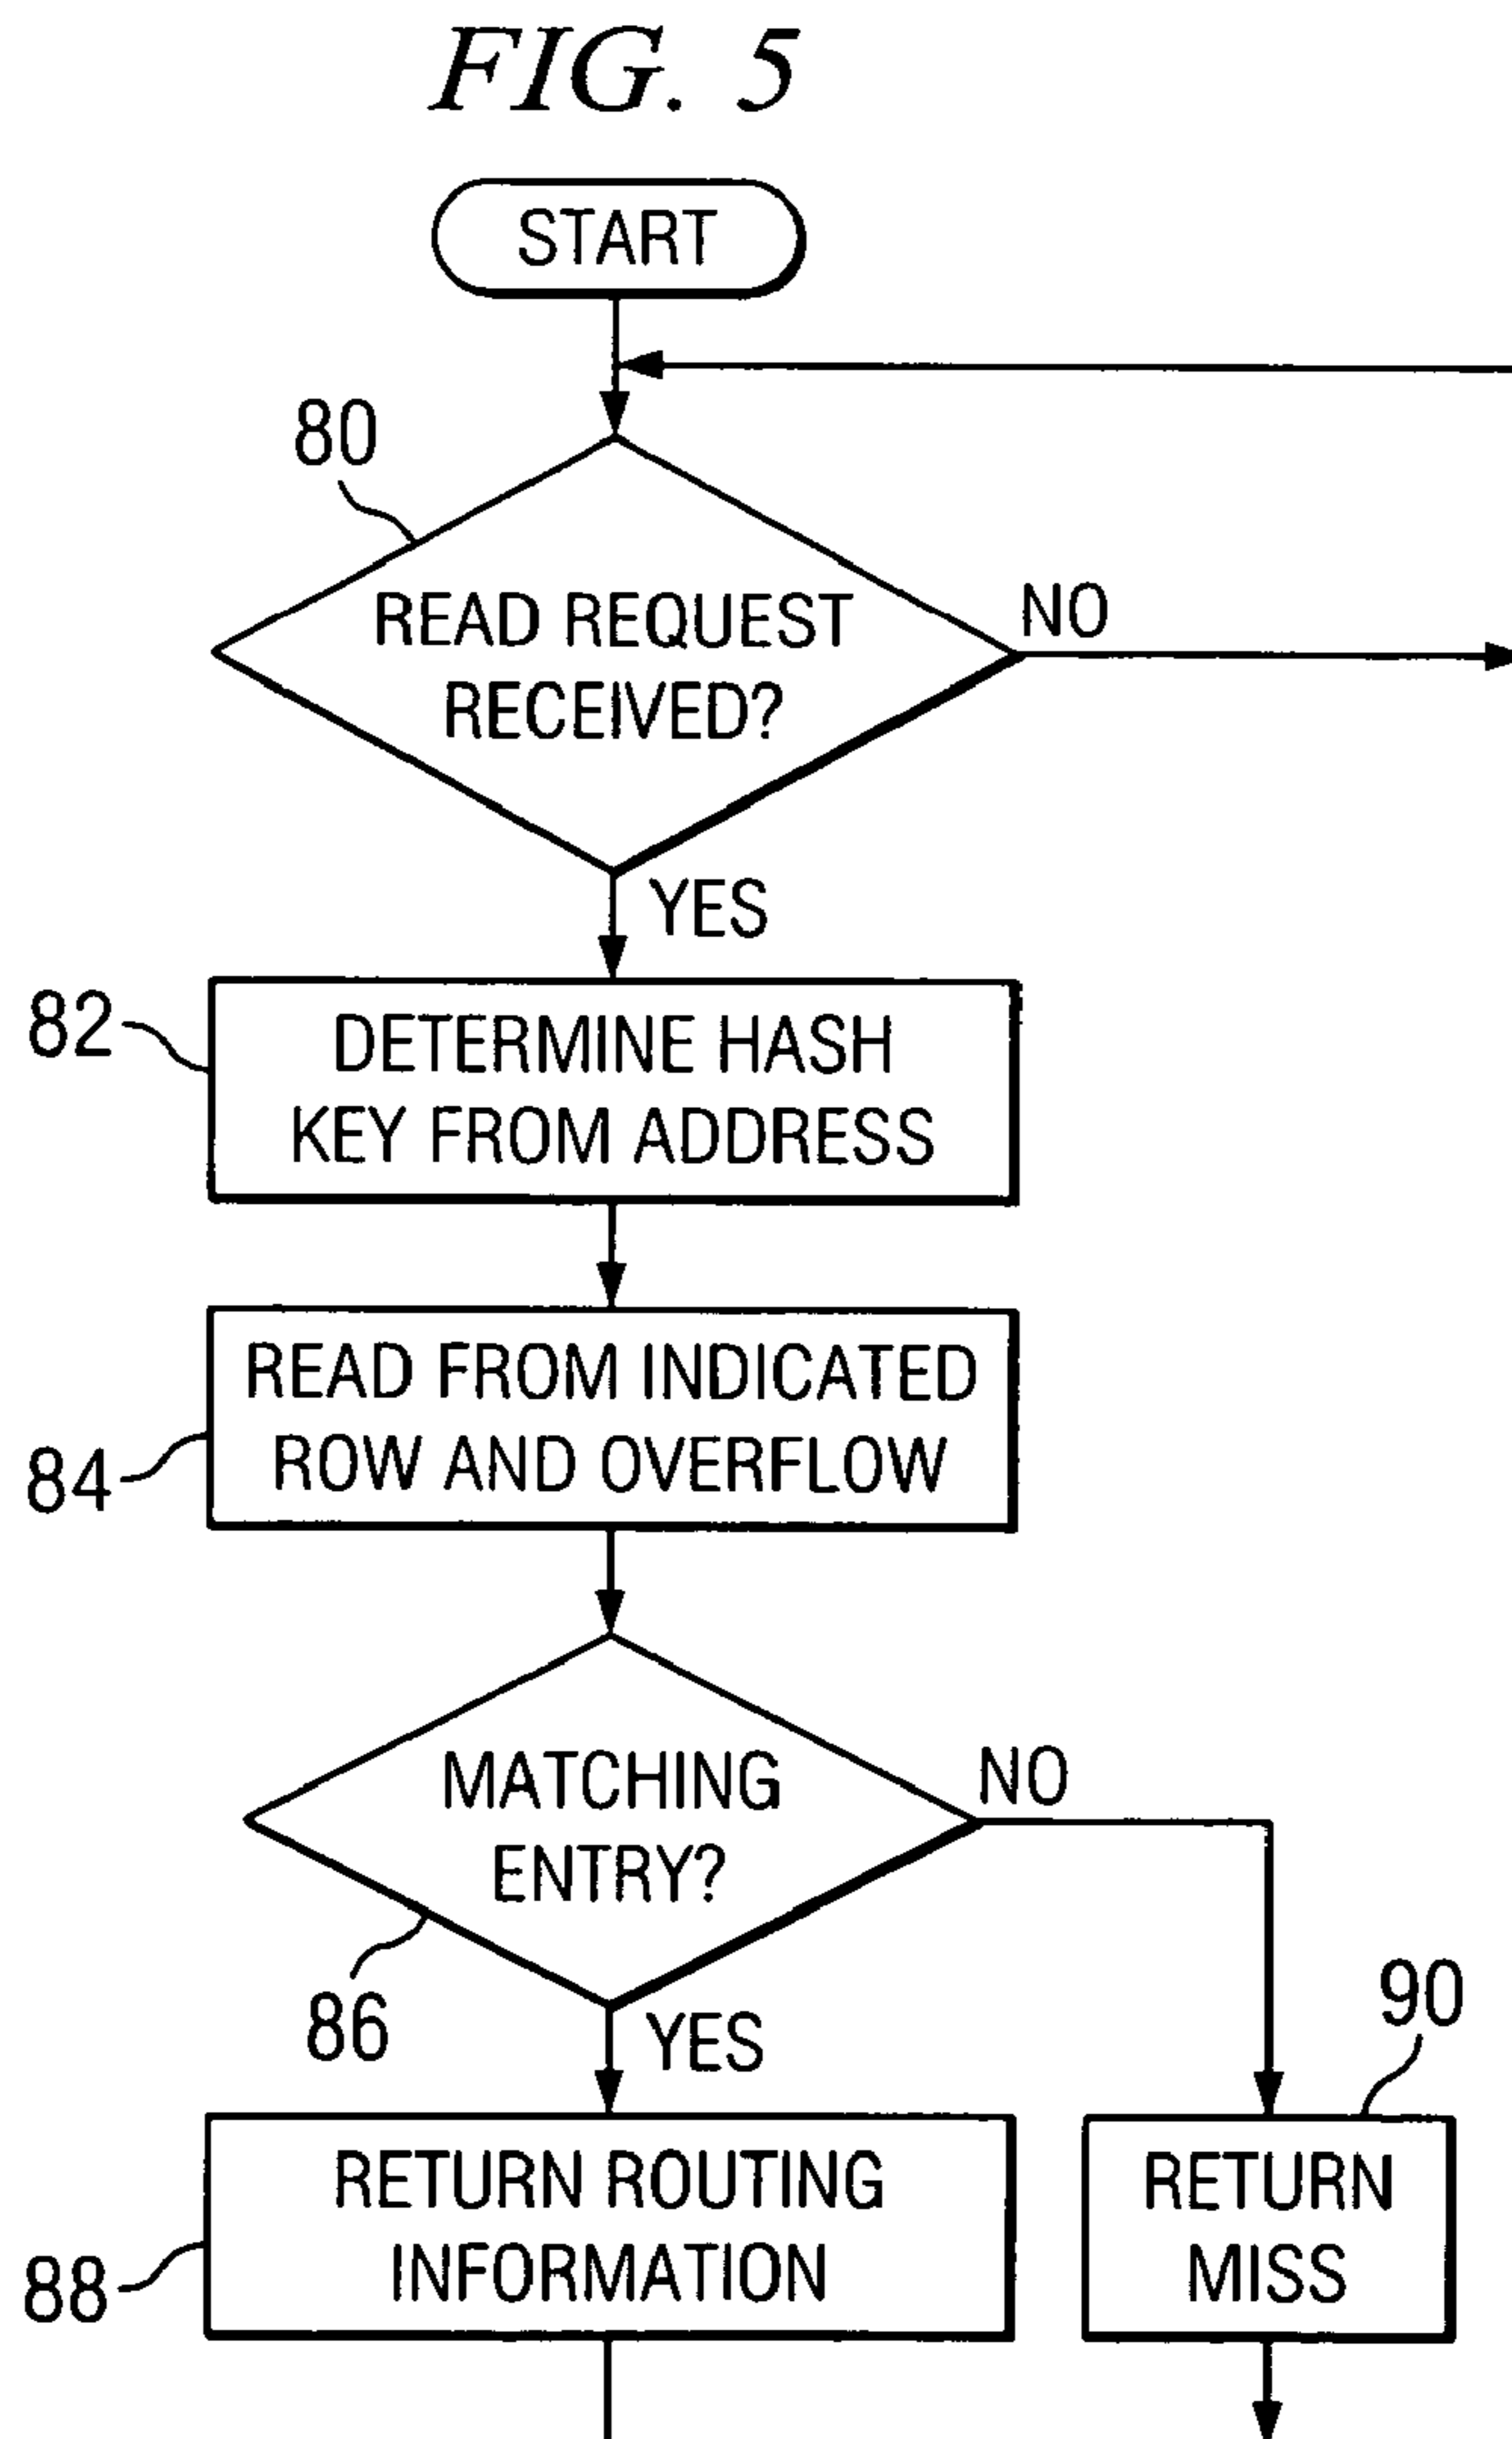 FIG. 5
START
80
READ REQUEST
RECEIVED?
NO
YES
82
DETERMINE HASH
KEY FROM ADDRESS
READ FROM INDICATED
ROW AND OVERFLOW
84
MATCHING
ENTRY?
NO
86
YES
90
RETURN ROUTING
INFORMATION
88
RETURN
MISS